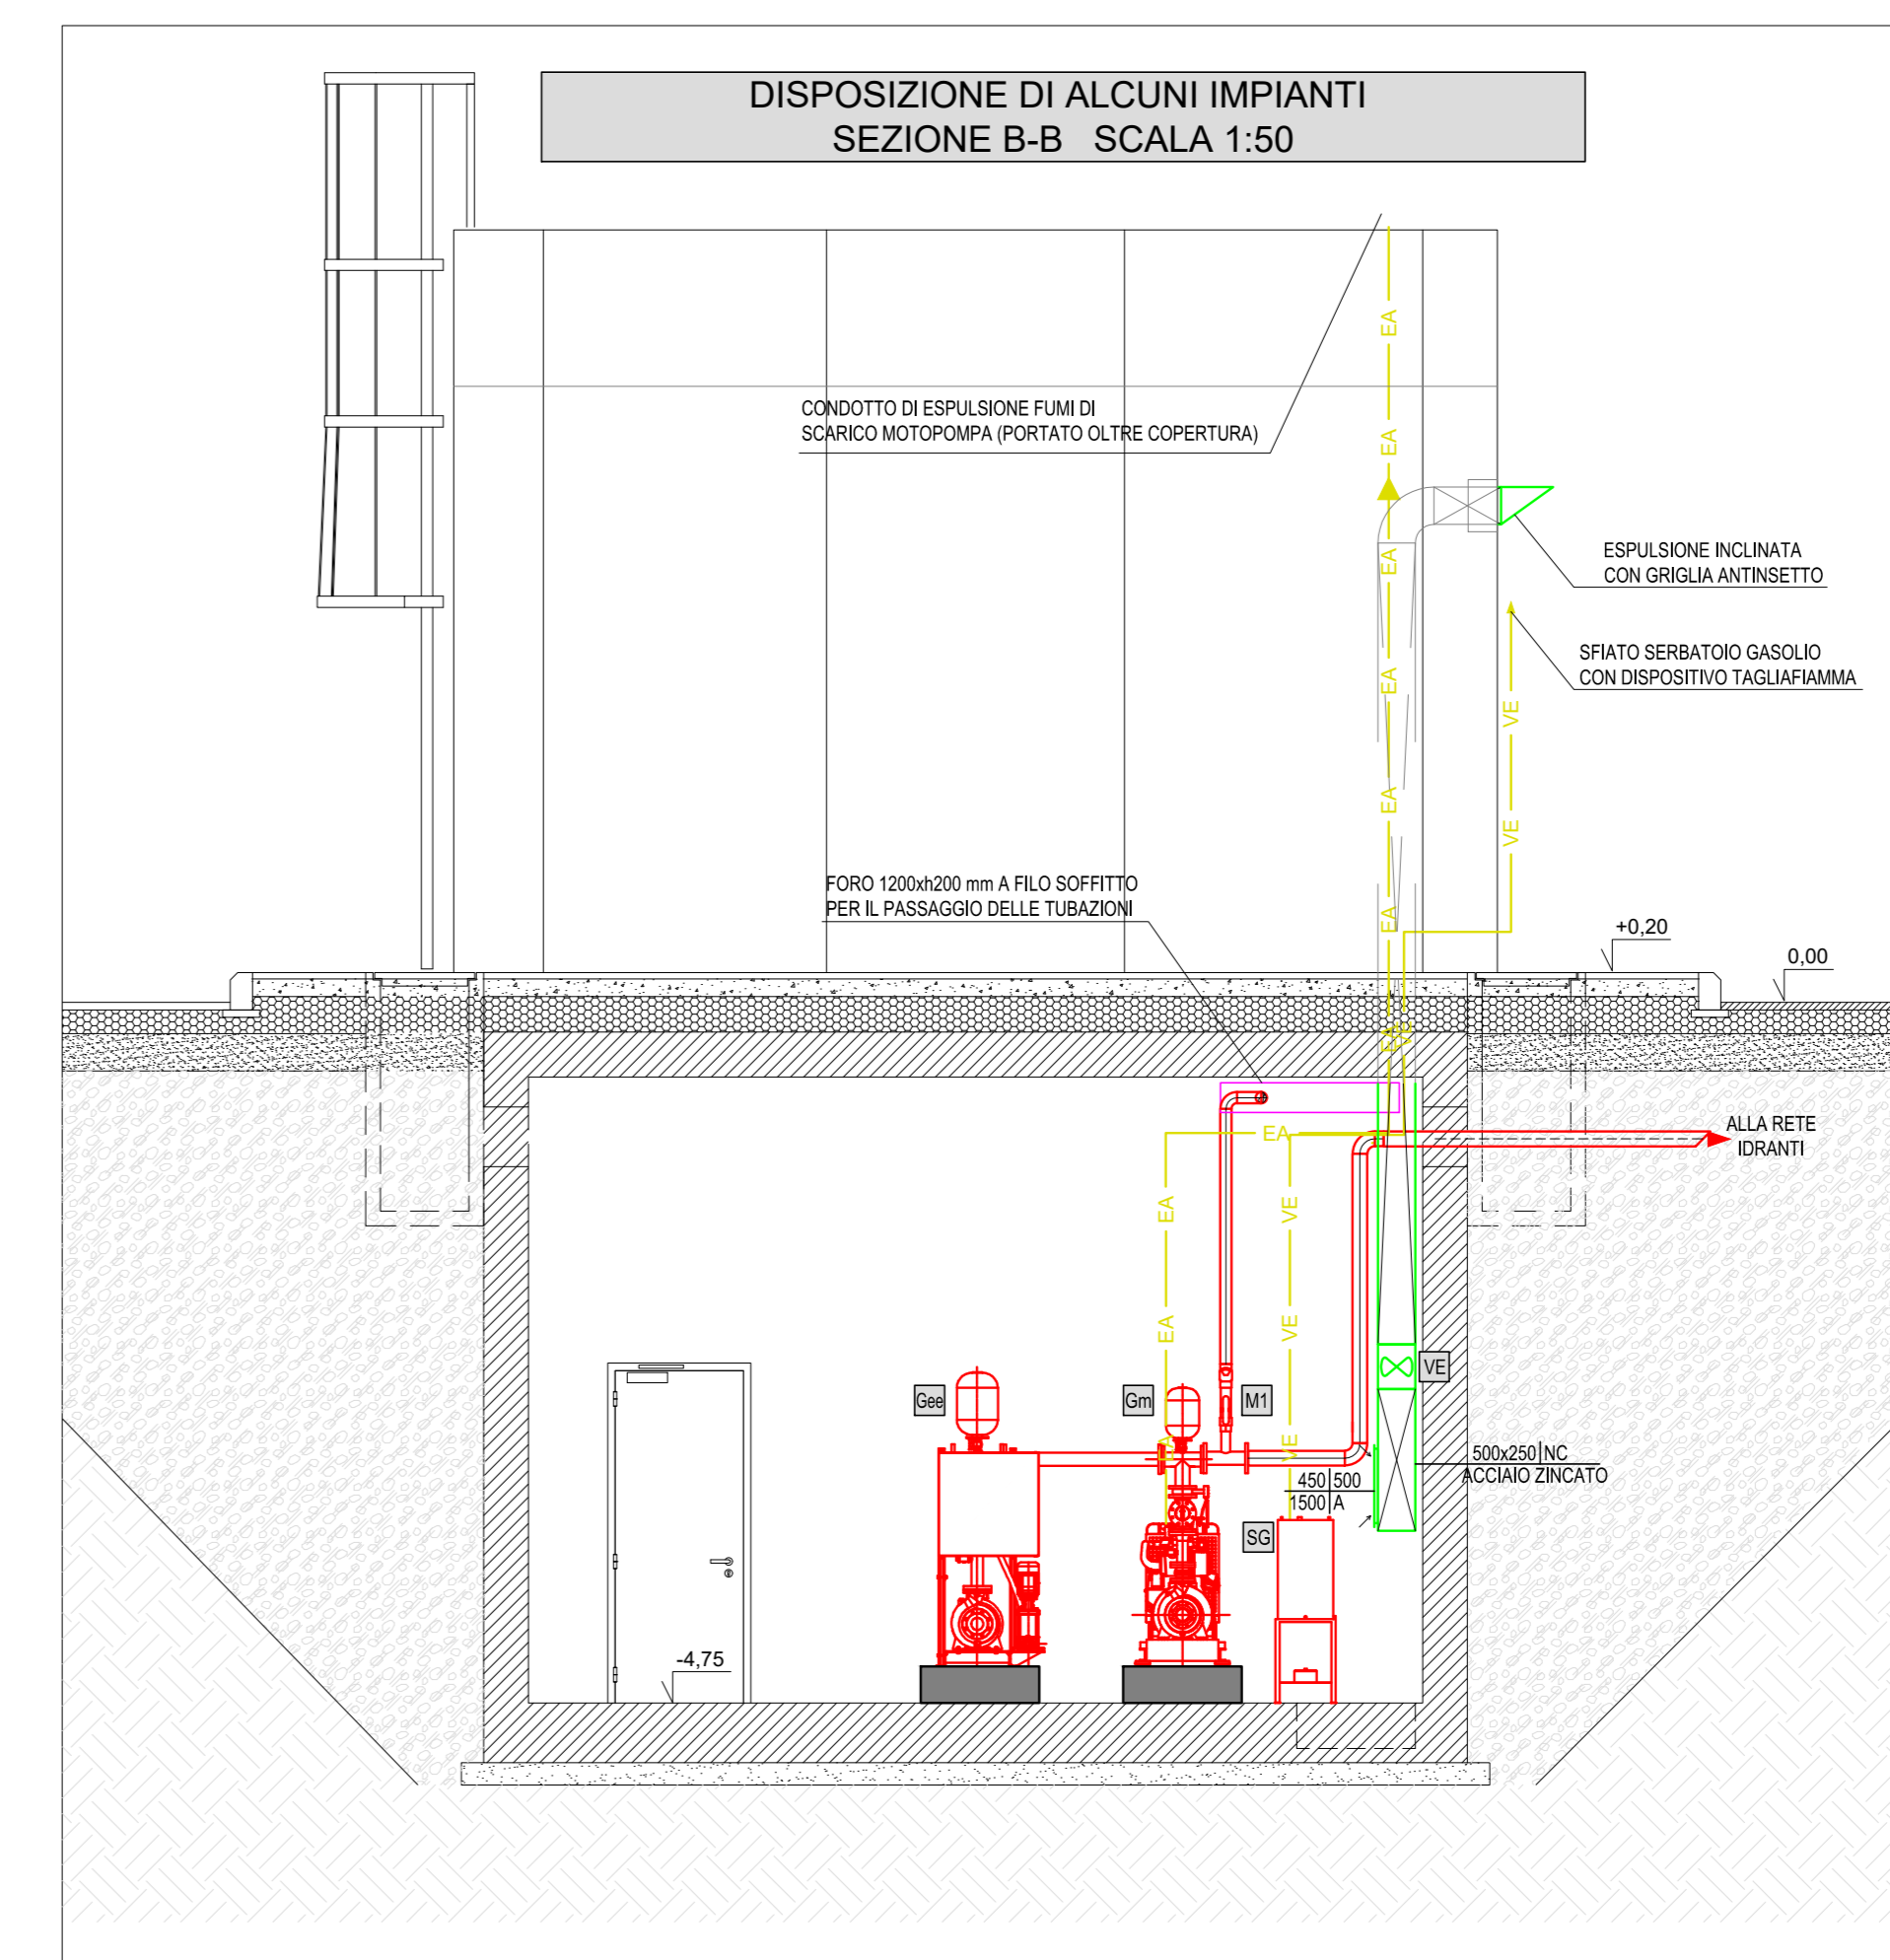 DISPOSIZIONE DI ALCUNI IMPIANTI
SEZIONE B-B SCALA 1:50
EA
EA
CONDOTTO DI ESPULSIONE FUMI DI
SCARICO MOTOPOMPA (PORTATO OLTRE COPERTURA)
ESPULSIONE INCLINATA
CON GRIGLIA ANTINSETTO
EA
SFIATO SERBATOIO GASOLIO
CON DISPOSITIVO TAGLIAFIAMMA
EA
VE
EA
VE
FORO 1200xh200 mm A FILO SOFFITTO
PER IL PASSAGGIO DELLE TUBAZIONI
EA
+0,20
0,00
EA
VE
EA
ALLA RETE
IDRANTI
EA
VE
EA
VE
VE
Gee
Gm
M1
EA
VE
500x250|NC
ACCIAIO ZINCATO
450|500
1500|A
SG
-4,75